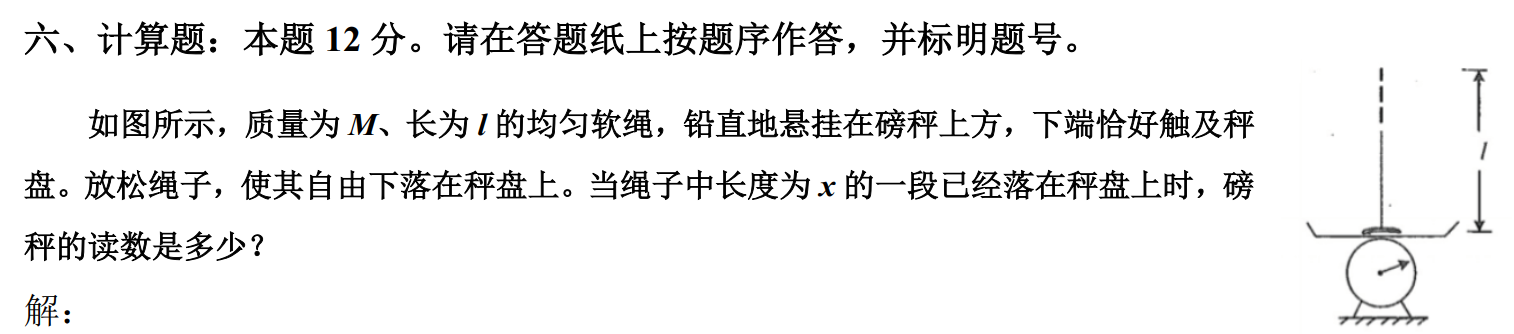 六、计算题：本题 12 分。请在答题纸上按题序作答，并标明题号。
如图所示，质量为 M、长为 l 的均匀软绳，铅直地悬挂在磅秤上方，下端恰好触及秤
盘。放松绳子，使其自由下落在秤盘上。当绳子中长度为 x 的一段已经落在秤盘上时，磅
秤的读数是多少？
解：
l